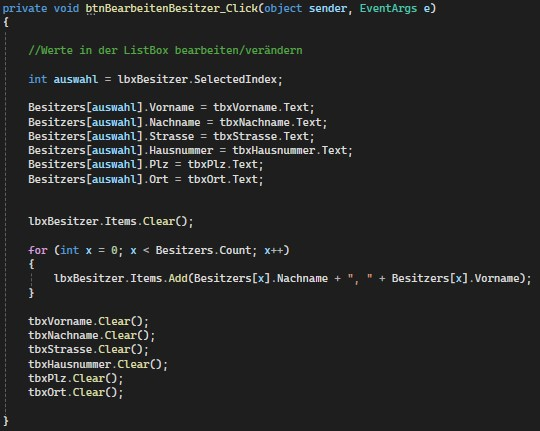 private void btnBearbeitenBesitzer_Click(object sender, EventArgs e)
{
//Werte in der ListBox bearbeiten/verändern
int auswahl = lbxBesitzer.SelectedIndex;
Besitzers[auswahl].Vorname = tbxVorname.Text;
Besitzers[auswahl].Nachname = tbxNachname.Text;
Besitzers[auswahl].Strasse = tbxStrasse.Text;
Besitzers[auswahl].Hausnummer = tbxHausnummer.Text;
Besitzers[auswahl].Plz = tbxPlz.Text;
Besitzers[auswahl].Ort = tbxOrt.Text;
lbxBesitzer.Items.Clear();
for (int x = 0; x < Besitzers.Count; x++)
{
lbxBesitzer.Items.Add(Besitzers[x].Nachname + ", " + Besitzers[x].Vorname);
}
tbxVorname.Clear();
tbxNachname.Clear();
tbxStrasse.Clear();
tbxHausnummer.Clear();
tbxPlz.Clear();
tbxOrt.Clear();
}